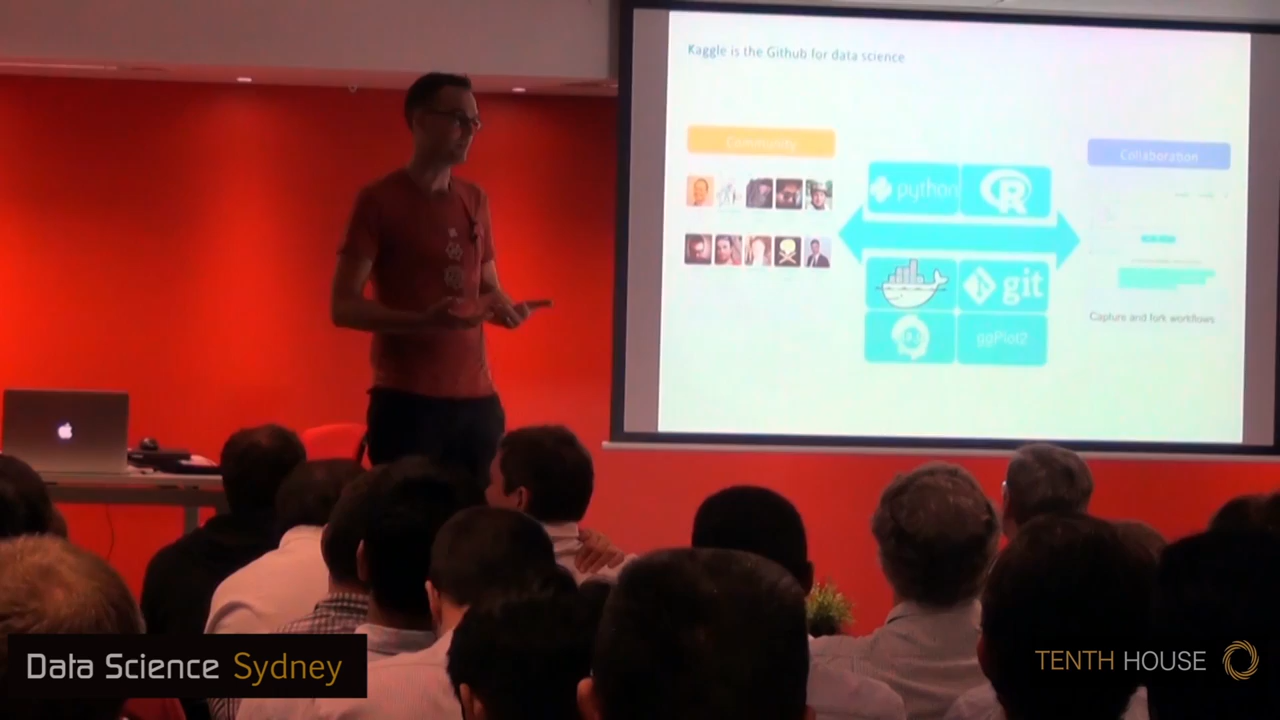 Kaggle is the Github for data science
Community
Collaboration
python
R
git
ggPlot2
Capture and fork workflows
Data Science Sydney
TENTH HOUSE